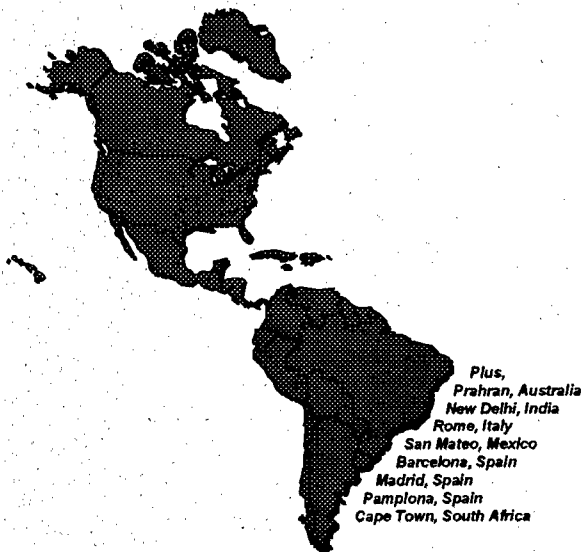 Plus,
Prahran, Australia
New Delhi, India
Rome, Italy
San Mateo, Mexico
Barcelona, Spain
Madrid, Spain
Pamplona, Spain
Cape Town, South Africa